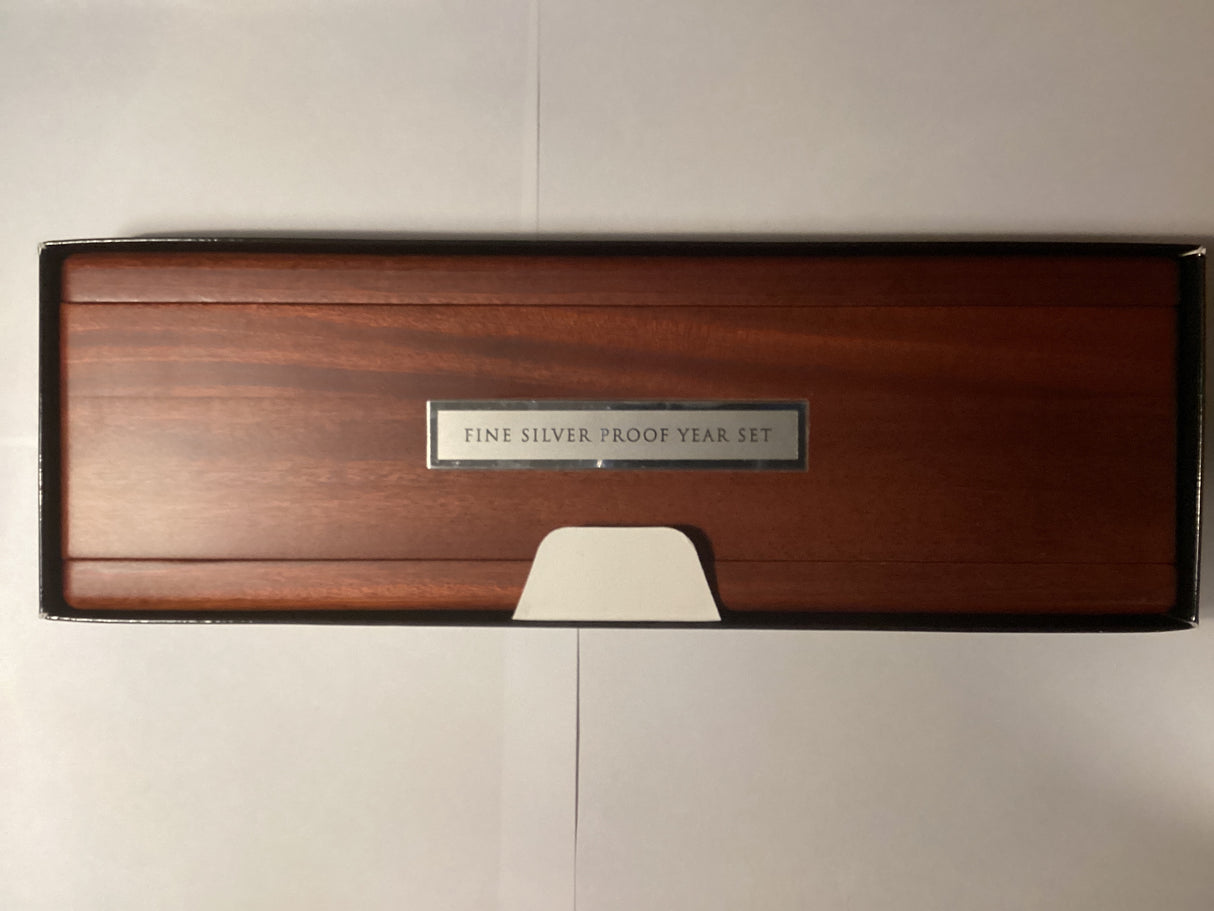 FINE SILVER PROOF YEAR SET